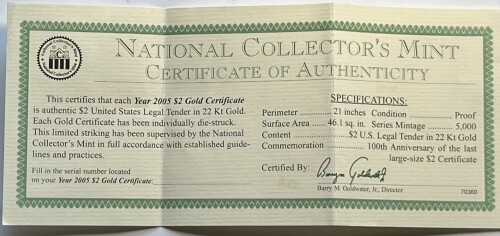 NATIONAL COLLECTOR'S MINT
CERTIFICATE OF AUTHENTICITY
This certifies that each Year 2005 $2 Gold Certificate
is authentic $2 United States Legal Tender in 22 Kt Gold.
Each Gold Certificate has been individually die-struck.
This limited striking has been supervised by the National
Collector's Mint in full accordance with established guide-
lines and practices.
Fill in the serial number located
on your Year 2005 $2 Gold Certificate
SPECIFICATIONS:
Perimeter 21 inches Condition Proof
Surface Area 46.1 sq. in. Series Mintage 5,000
Content $2 U.S. Legal Tender in 22 Kt Gold
Commemoration 100th Anniversary of the last
large-size $2 Certificate
Certified By:
Barry M. Goldwater, Jr., Director
70360